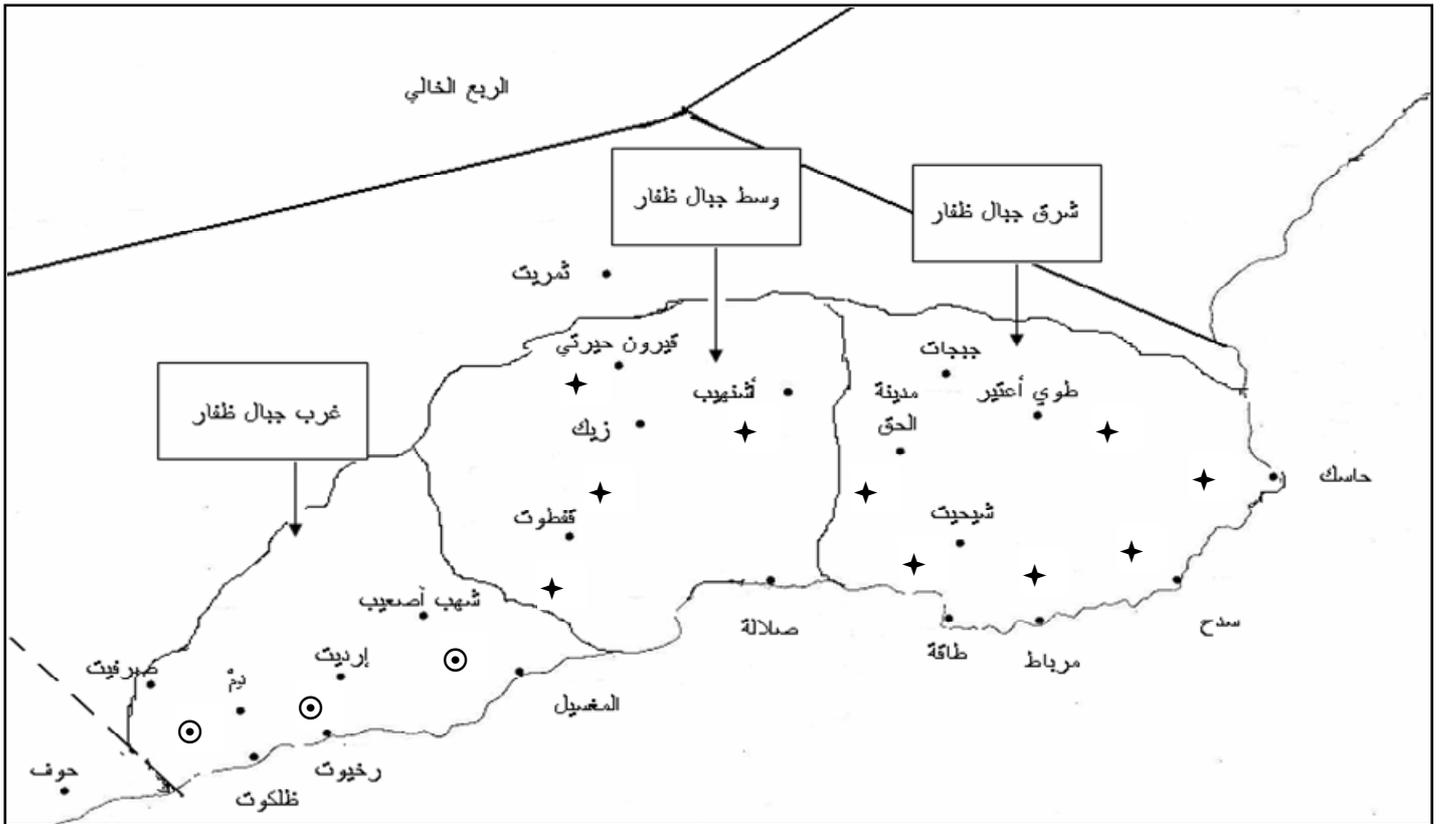 الربع الخالي
وسط جبال ظفار
شرق جبال ظفار
ثمريت
قيرون حيرتي
جبجات
غرب جبال ظفار
أشنهيب
مدينة
الحق
طوي أعتير
زيك
حاسك
قفطوت
شيحيت
شهب أصعيب
صلالة
سدح
طاقة
مرباط
إرديت
صرفيت
المغسيل
حوف
رخيوت
ظلكوت